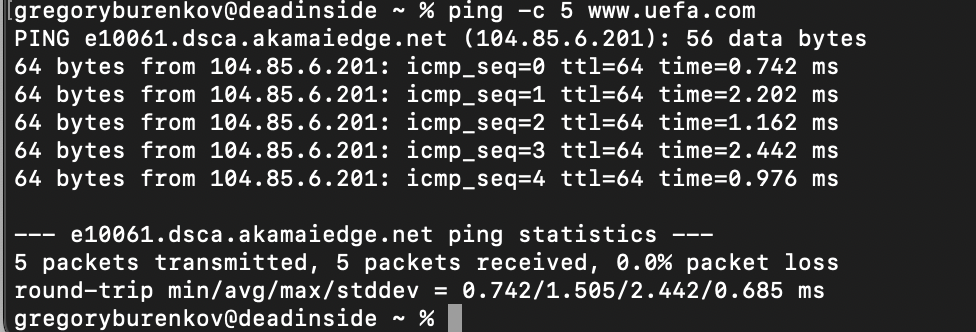 [gregoryburenkov@deadinside ~ % ping -c 5 www.uefa.com
PING e10061.dsca.akamaiedge.net (104.85.6.201): 56 data bytes
64 bytes from 104.85.6.201: icmp_seq=0 ttl=64 time=0.742 ms
64 bytes from 104.85.6.201: icmp_seq=1 ttl=64 time=2.202 ms
64 bytes from 104.85.6.201: icmp_seq=2 ttl=64 time=1.162 ms
64 bytes from 104.85.6.201: icmp_seq=3 ttl=64 time=2.442 ms
64 bytes from 104.85.6.201: icmp_seq=4 ttl=64 time=0.976 ms

--- e10061.dsca.akamaiedge.net ping statistics ---
5 packets transmitted, 5 packets received, 0.0% packet loss
round-trip min/avg/max/stddev = 0.742/1.505/2.442/0.685 ms
gregoryburenkov@deadinside ~ %